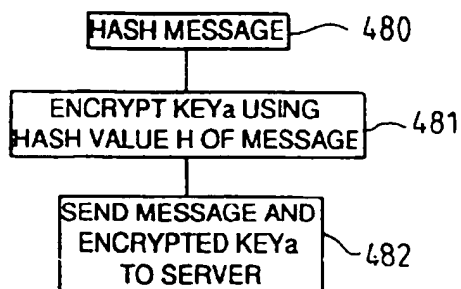 HASH MESSAGE
480
ENCRYPT KEYa USING
HASH VALUE H OF MESSAGE
481
SEND MESSAGE AND
ENCRYPTED KEYa
TO SERVER
482